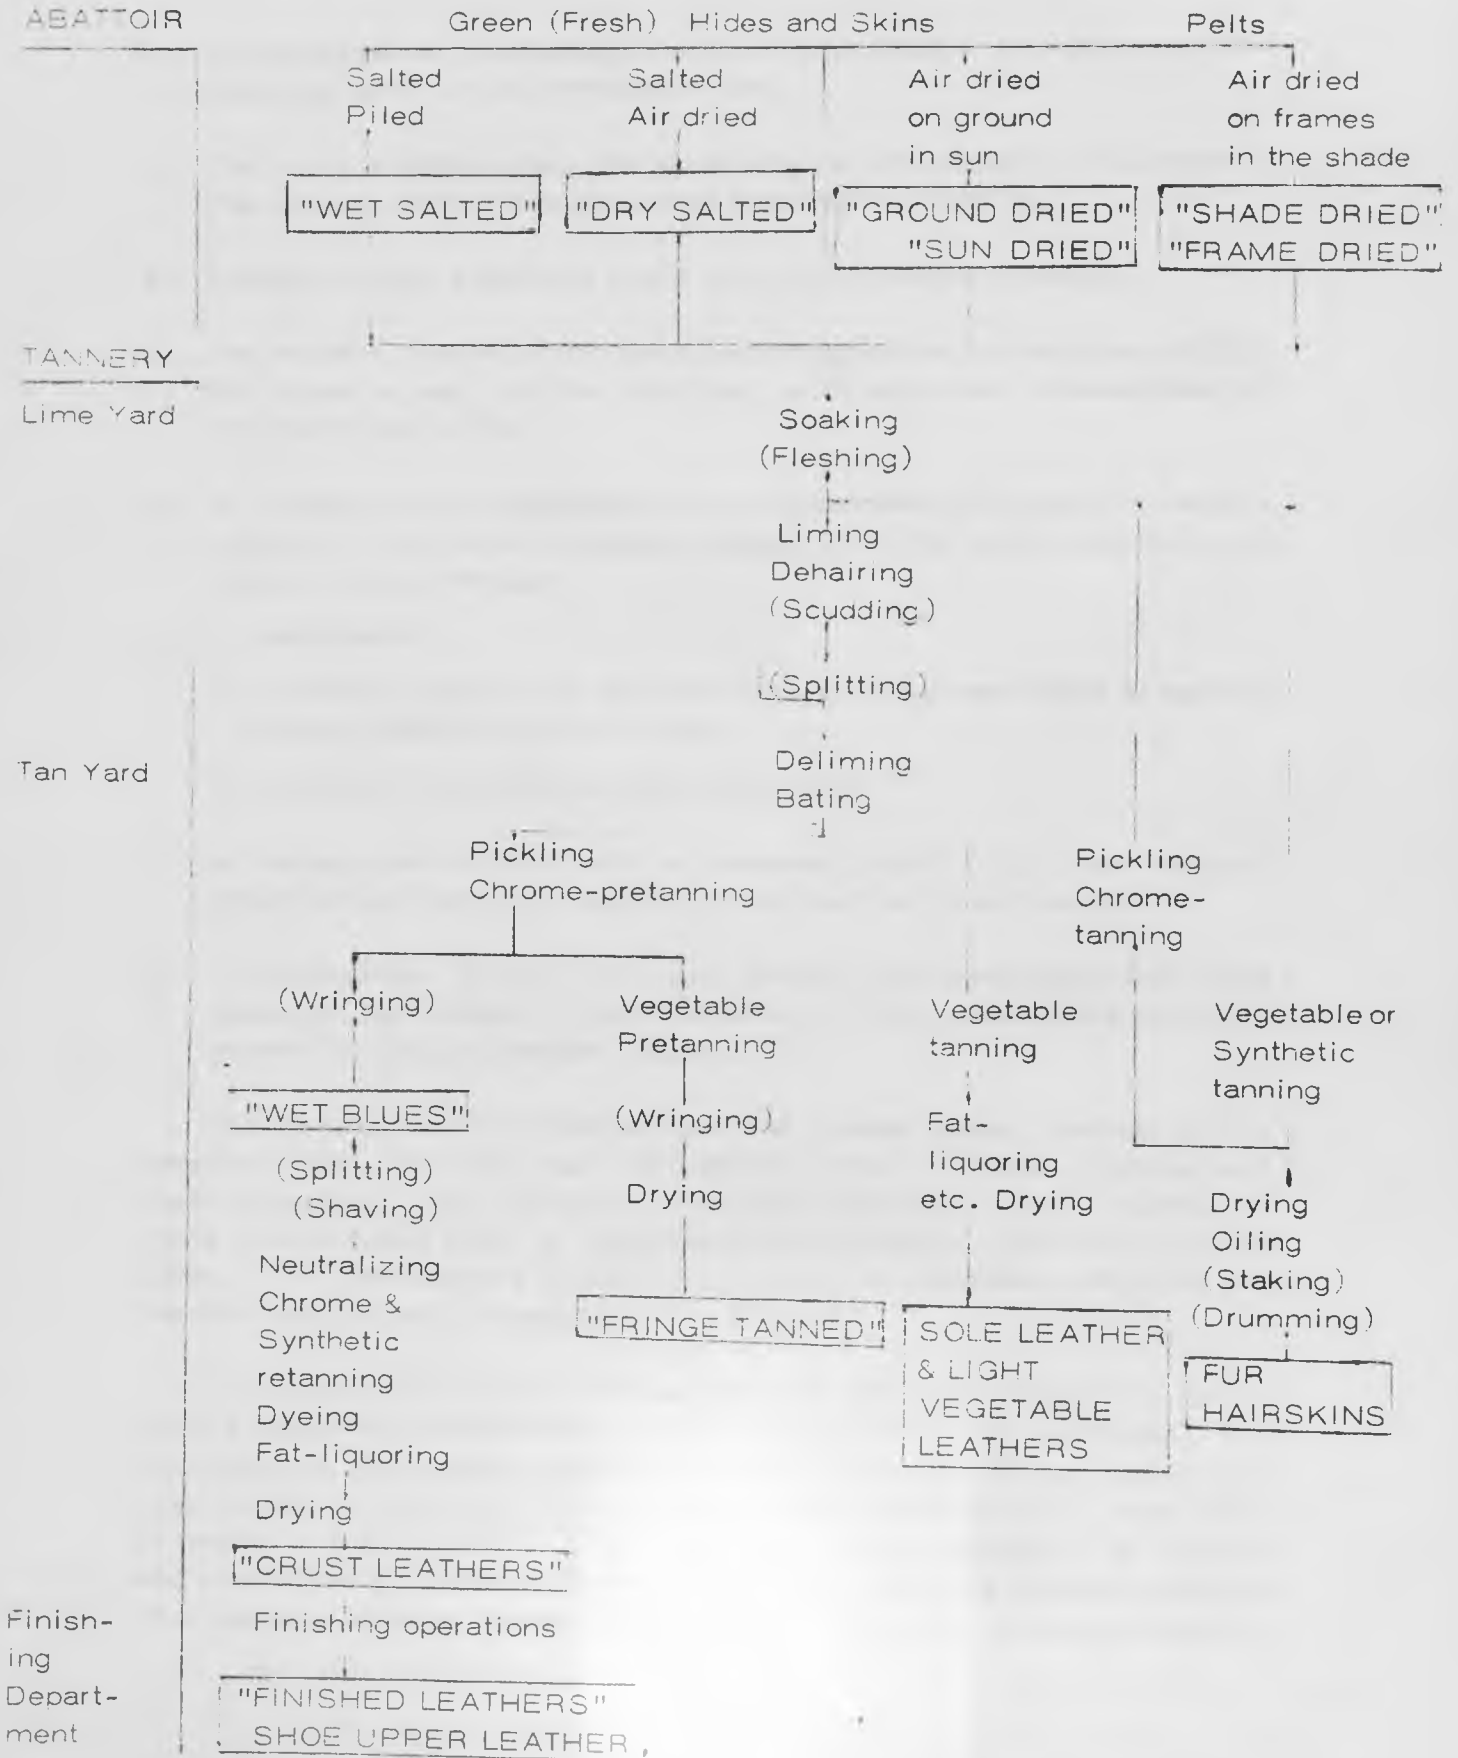 ABATTOIR
Green (Fresh) Hides and Skins
Pelts
Salted
Piled
Salted
Air dried
Air dried
on ground
in sun
Air dried
on frames
in the shade
"WET SALTED"
"DRY SALTED"
"GROUND DRIED"
"SUN DRIED"
"SHADE DRIED"
"FRAME DRIED"
TANNERY
Lime Yard
Soaking
(Fleshing)
Liming
Dehairing
(Scudding)
(Splitting)
Tan Yard
Deliming
Bating
Pickling
Chrome-pretanning
Pickling
Chrome-
tanning
(Wringing)
Vegetable
Pretanning
Vegetable
tanning
Vegetable or
Synthetic
tanning
"WET BLUES"
(Wringing)
Fat-
liquoring
etc. Drying
(Splitting)
(Shaving)
Drying
Drying
Oiling
(Staking)
(Drumming)
Neutralizing
Chrome &
Synthetic
retanning
Dyeing
Fat-liquoring
"FRINGE TANNED"
SOLE LEATHER
& LIGHT
VEGETABLE
LEATHERS
FUR
HAIRSKINS
Drying
"CRUST LEATHERS"
Finish-
ing
Depart-
ment
Finishing operations
"FINISHED LEATHERS"
SHOE UPPER LEATHER,